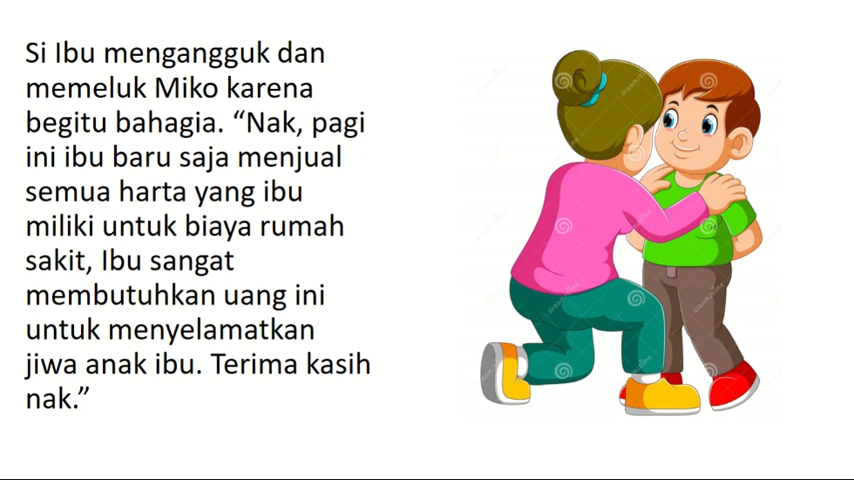 Si Ibu mengangguk dan
memeluk Miko karena
begitu bahagia. “Nak, pagi
ini ibu baru saja menjual
semua harta yang ibu
miliki untuk biaya rumah
sakit, Ibu sangat
membutuhkan uang ini
untuk menyelamatkan
jiwa anak ibu. Terima kasih
nak.”